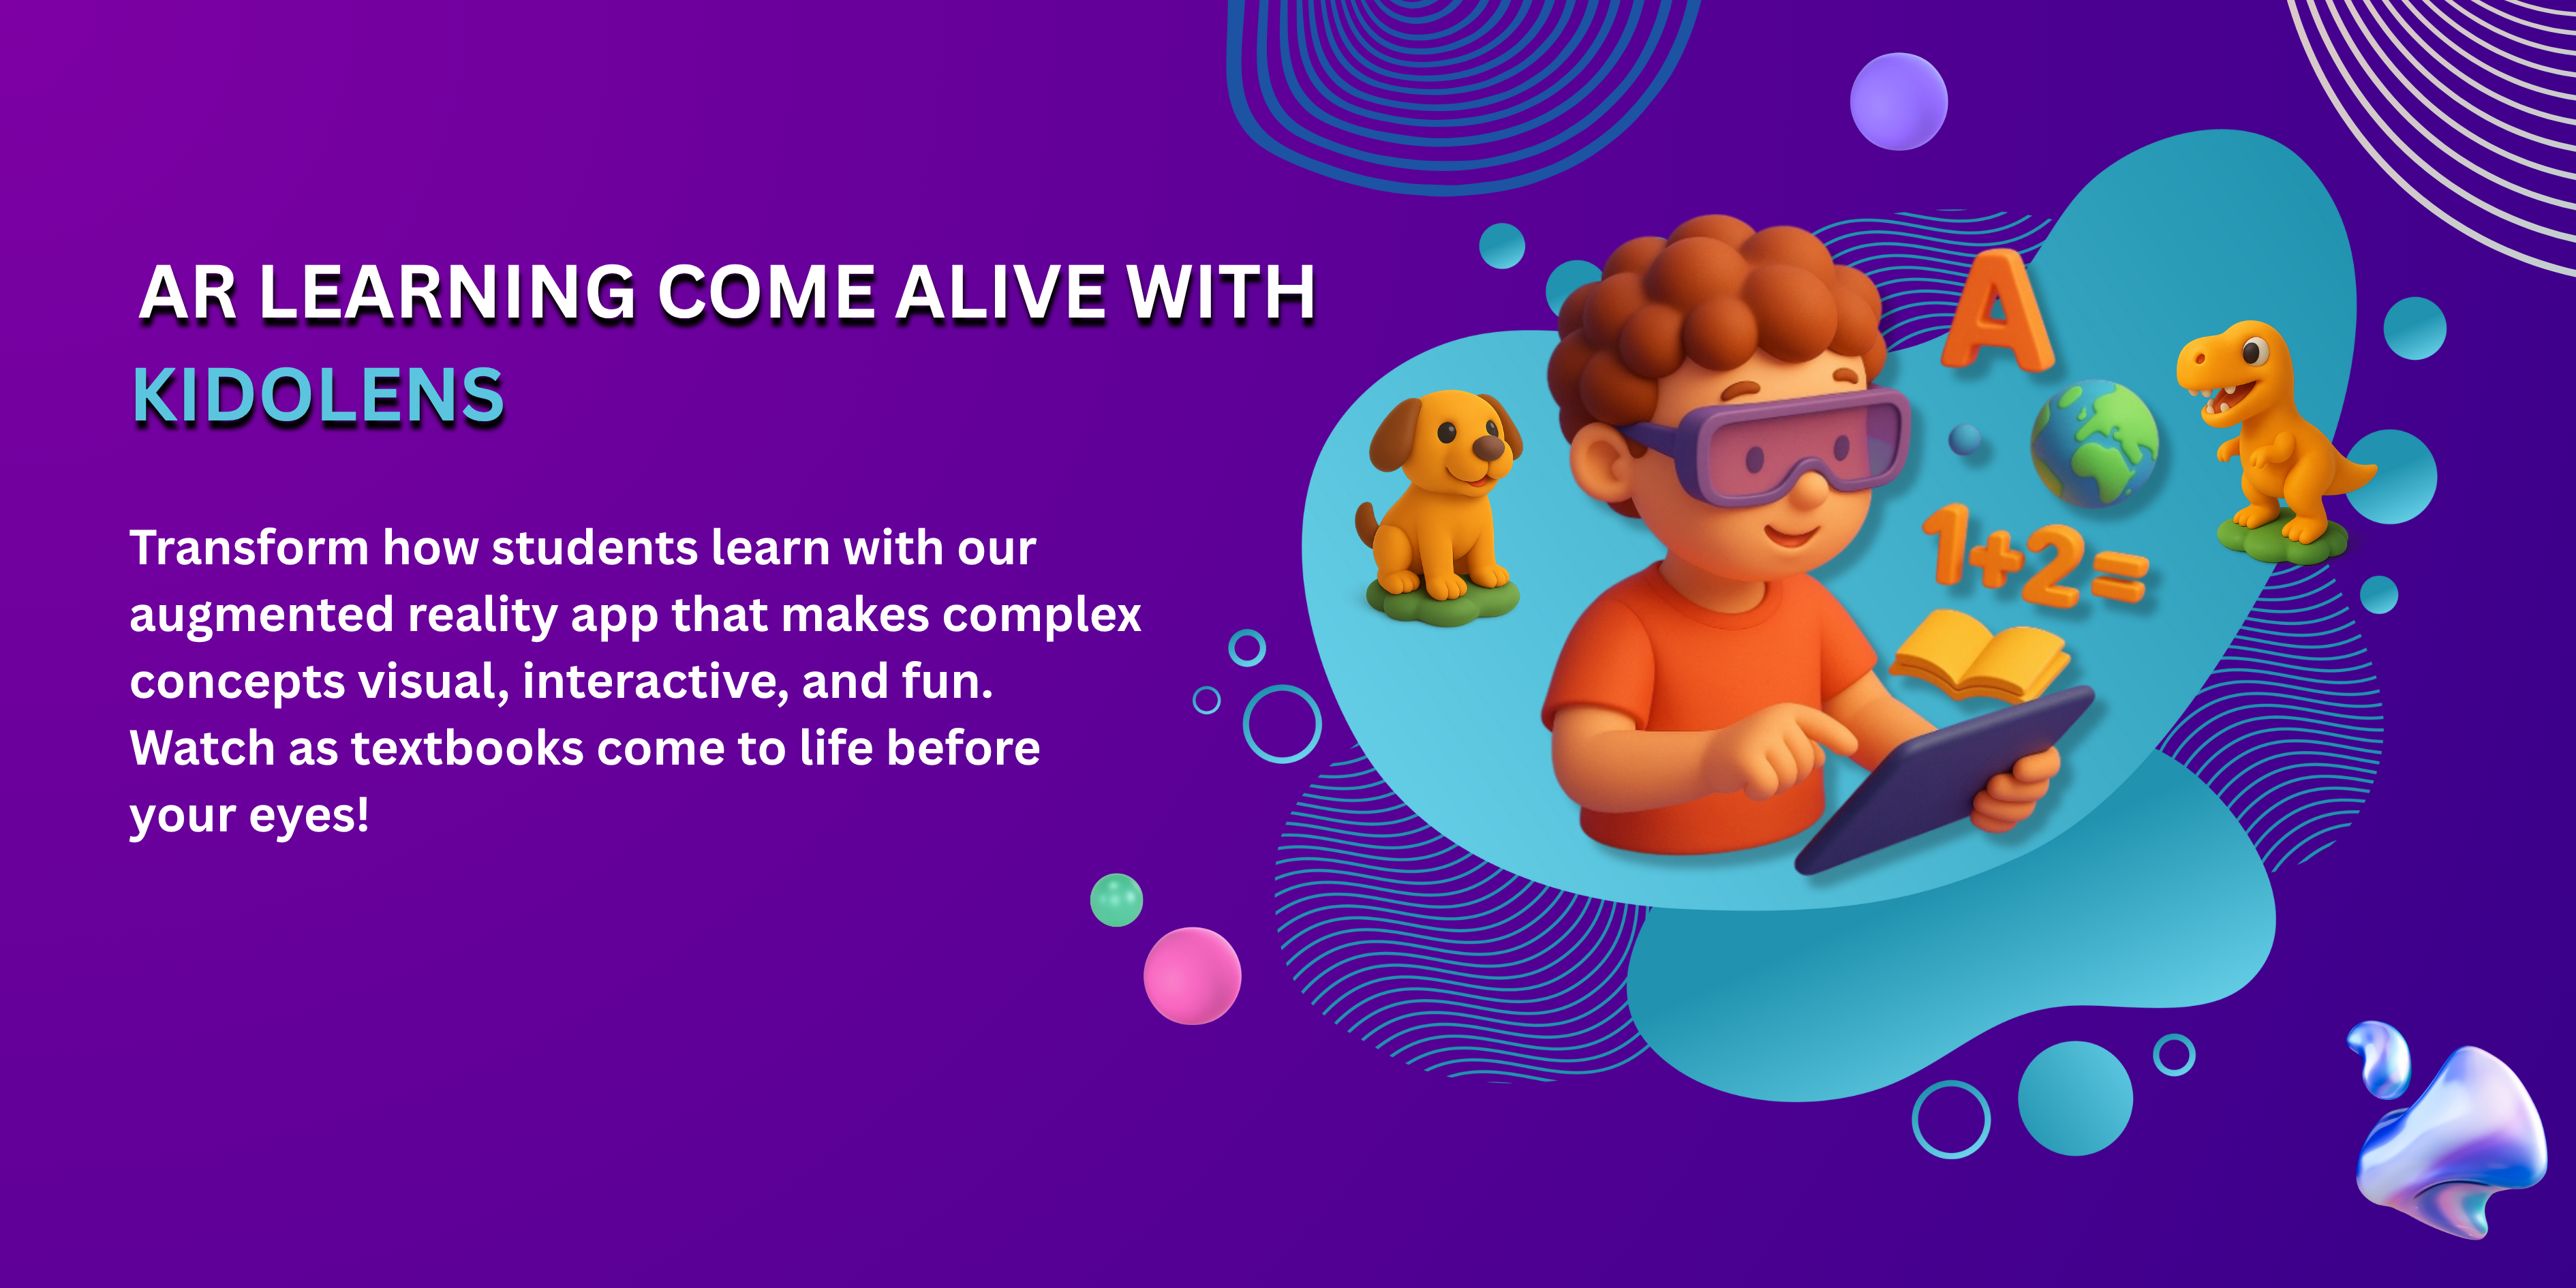 AR LEARNING COME ALIVE WITH
KIDOLENS
Transform how students learn with our
augmented reality app that makes complex
concepts visual, interactive, and fun.
Watch as textbooks come to life before
your eyes!
A
1+2=